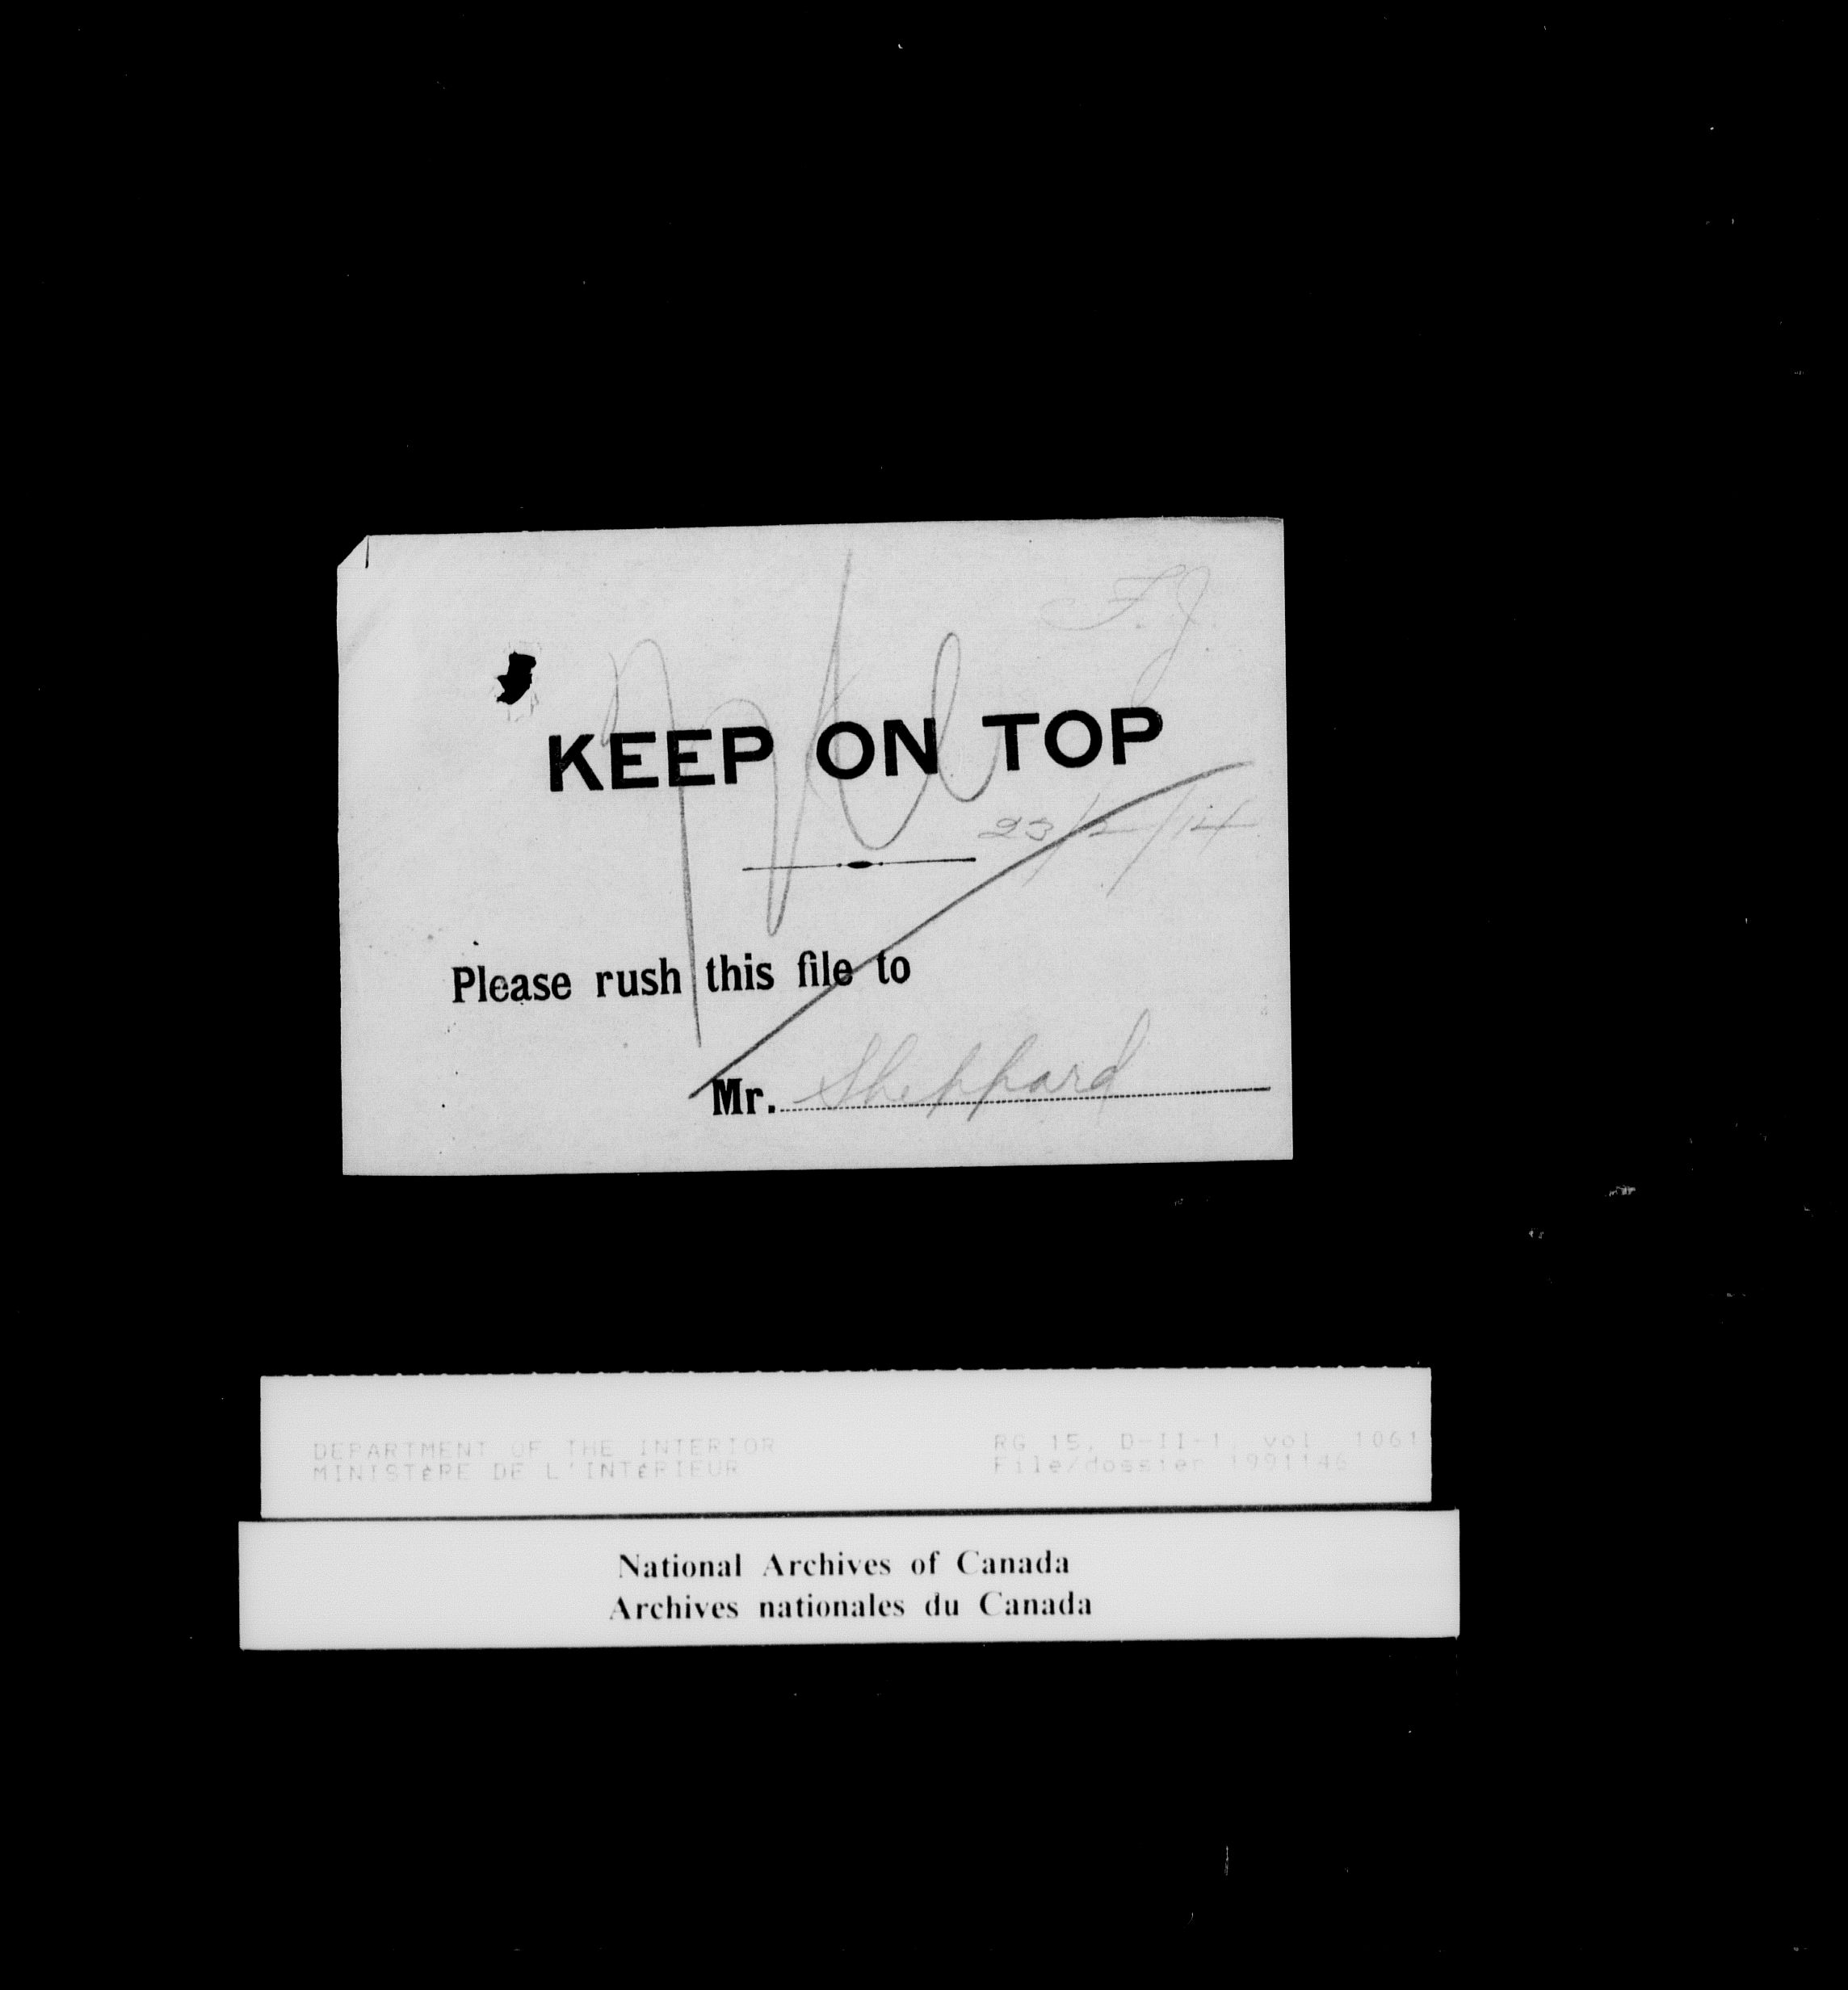 F.J.
KEEP ON TOP
23/2/14
Please rush this file to
Mr. Sheppard
DEPARTMENT OF THE INTERIOR
MINISTÈRE DE L'INTÉRIEUR
RG 15, D-II-1, vol. 1061
File/dossier 1991146
National Archives of Canada
Archives nationales du Canada